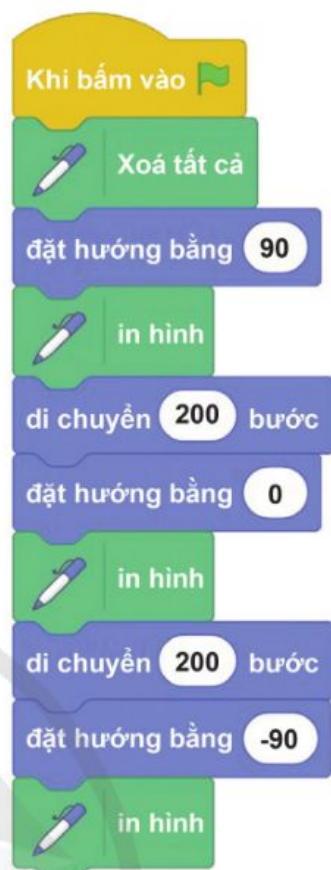 Khi bấm vào
Xoá tất cả
đặt hướng bằng 90
in hình
di chuyển 200 bước
đặt hướng bằng 0
in hình
di chuyển 200 bước
đặt hướng bằng -90
in hình